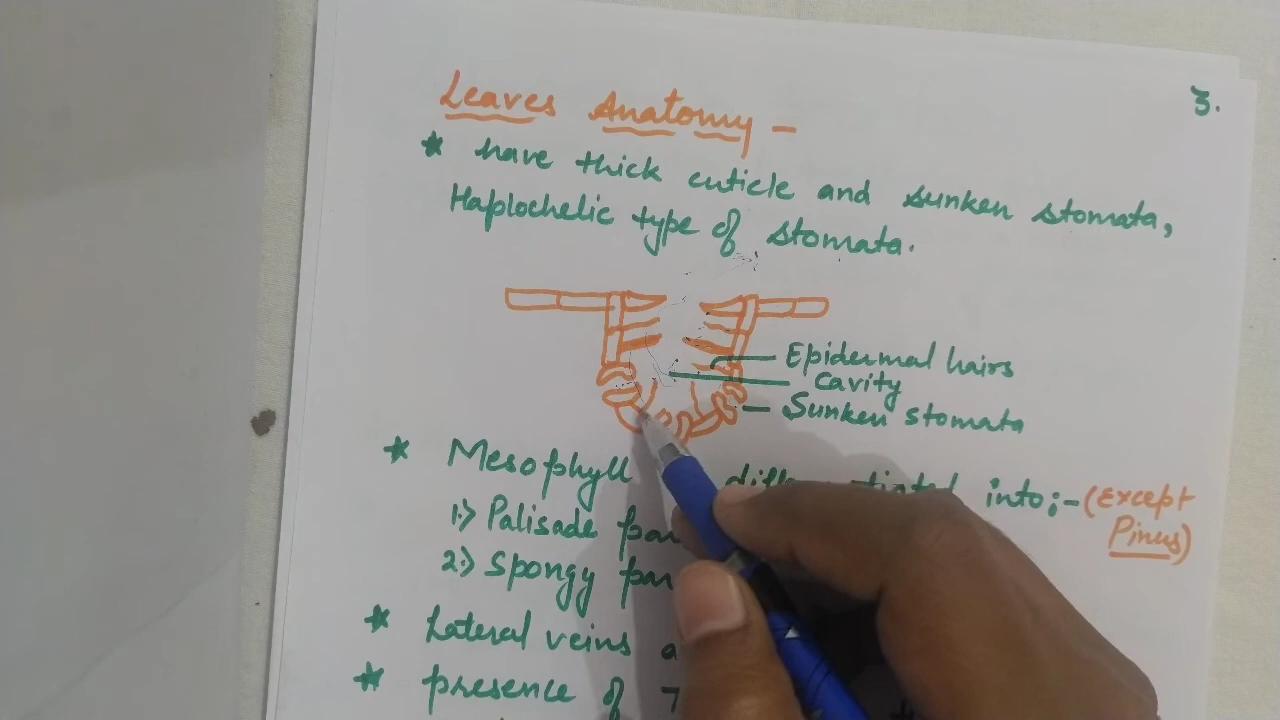 3.
Leaves Anatomy -
* have thick cuticle and sunken stomata,
Haplochelic type of stomata.
Epidermal hairs
cavity
Sunken stomata
* Mesophyll into;- (Except
Pinus)
1.> Palisade
2.> Spongy
* Lateral veins
* presence of